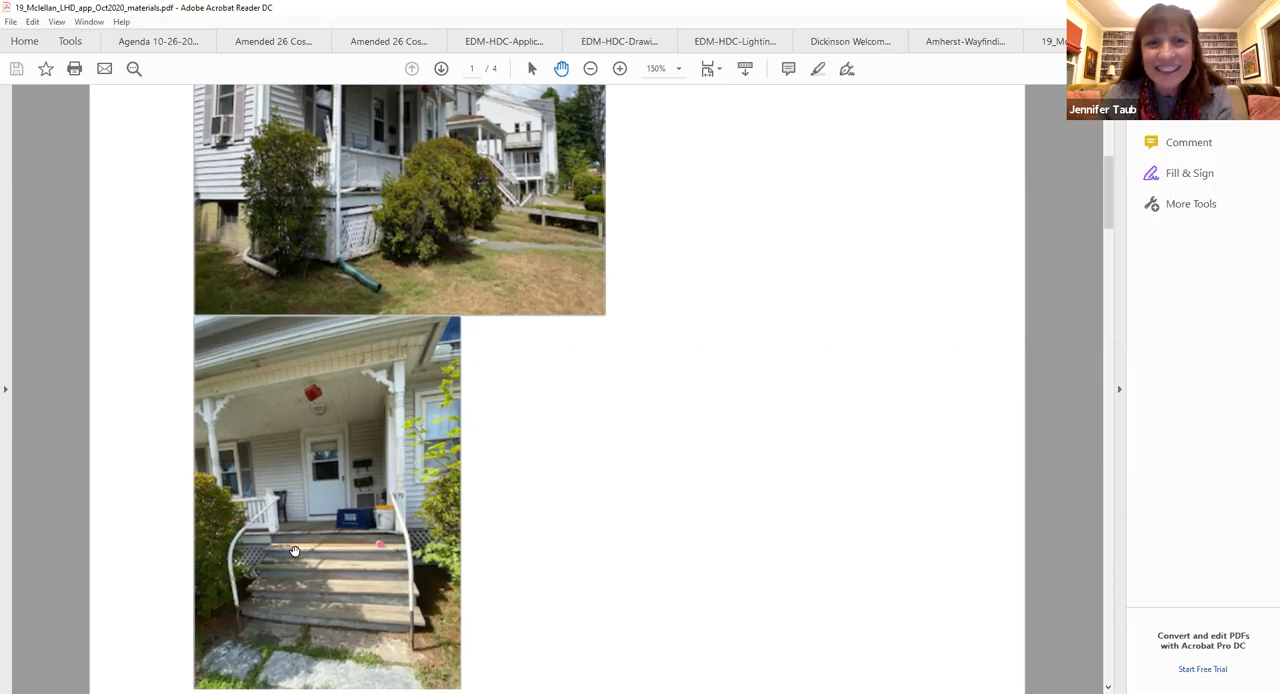 19_Mclellan_LHD_app_Oct2020_materials.pdf - Adobe Acrobat Reader DC
File Edit View Window Help
Home Tools Agenda 10-26-20... Amended 26 Cos... Amended 26 Cos... EDM-HDC-Applic... EDM-HDC-Drawi... EDM-HDC-Lightin... Dickinson Welcom... Amherst-Wayfindi...
1 / 4 150%
Jennifer Taub
Comment
Fill & Sign
More Tools
Convert and edit PDFs
with Acrobat Pro DC
Start Free Trial